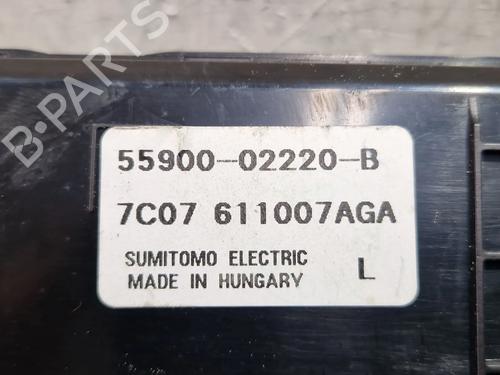 B-PARTS
55900-02220-B
7C07 611007AGA
SUMITOMO ELECTRIC
MADE IN HUNGARY L